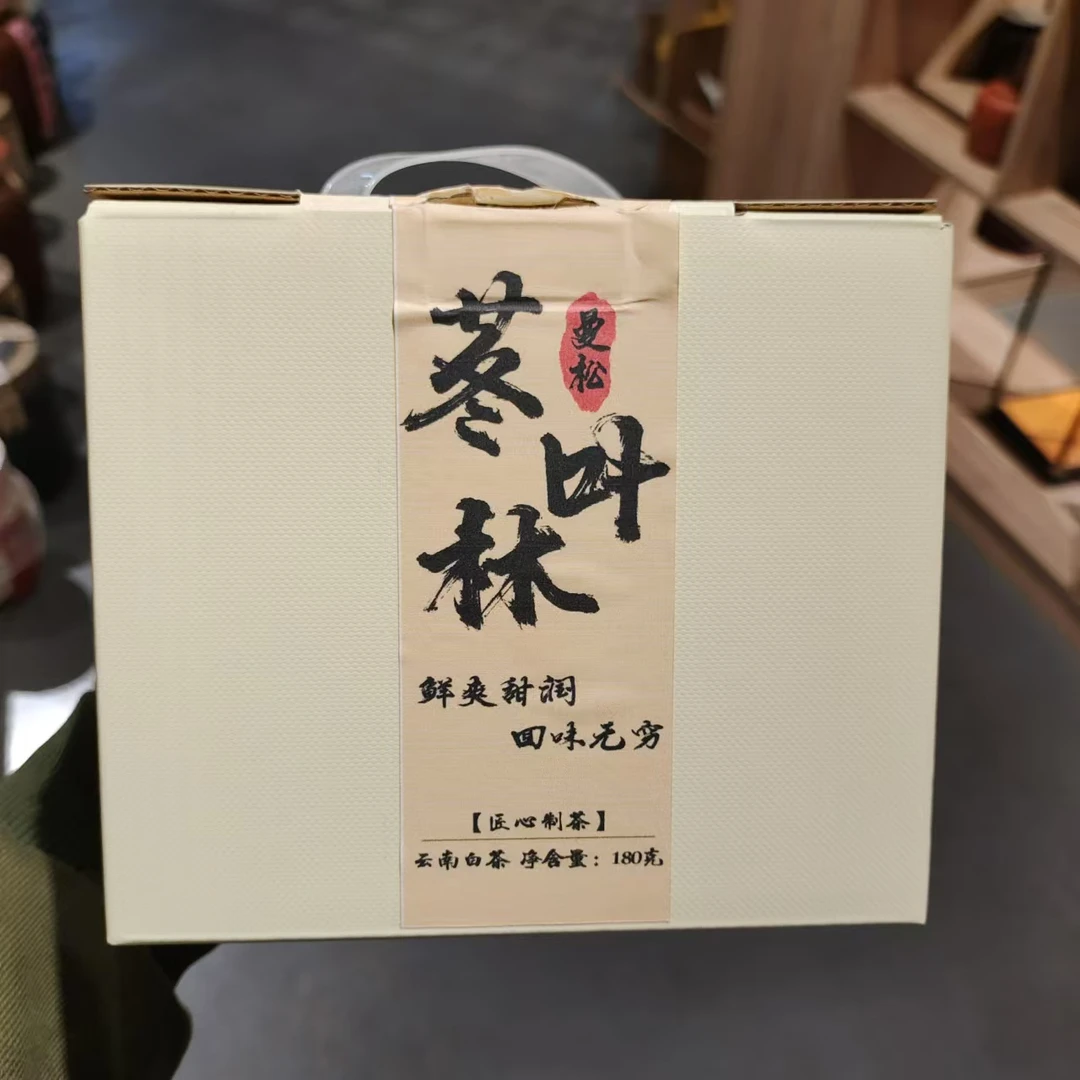 苳
曼松
叶
林
鲜爽甜润
回味无穷
【匠心制茶】
云南白茶 净含量：180克